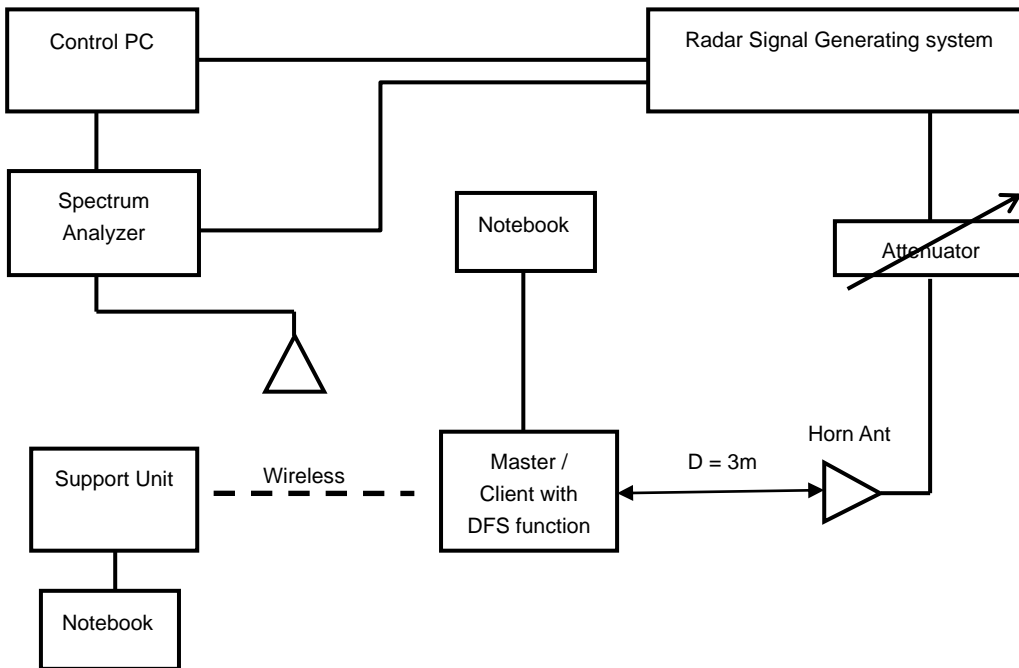 Control PC
Radar Signal Generating system
Spectrum
Analyzer
Notebook
Attenuator
Horn Ant
D = 3m
Support Unit
Wireless
Master /
Client with
DFS function
Notebook